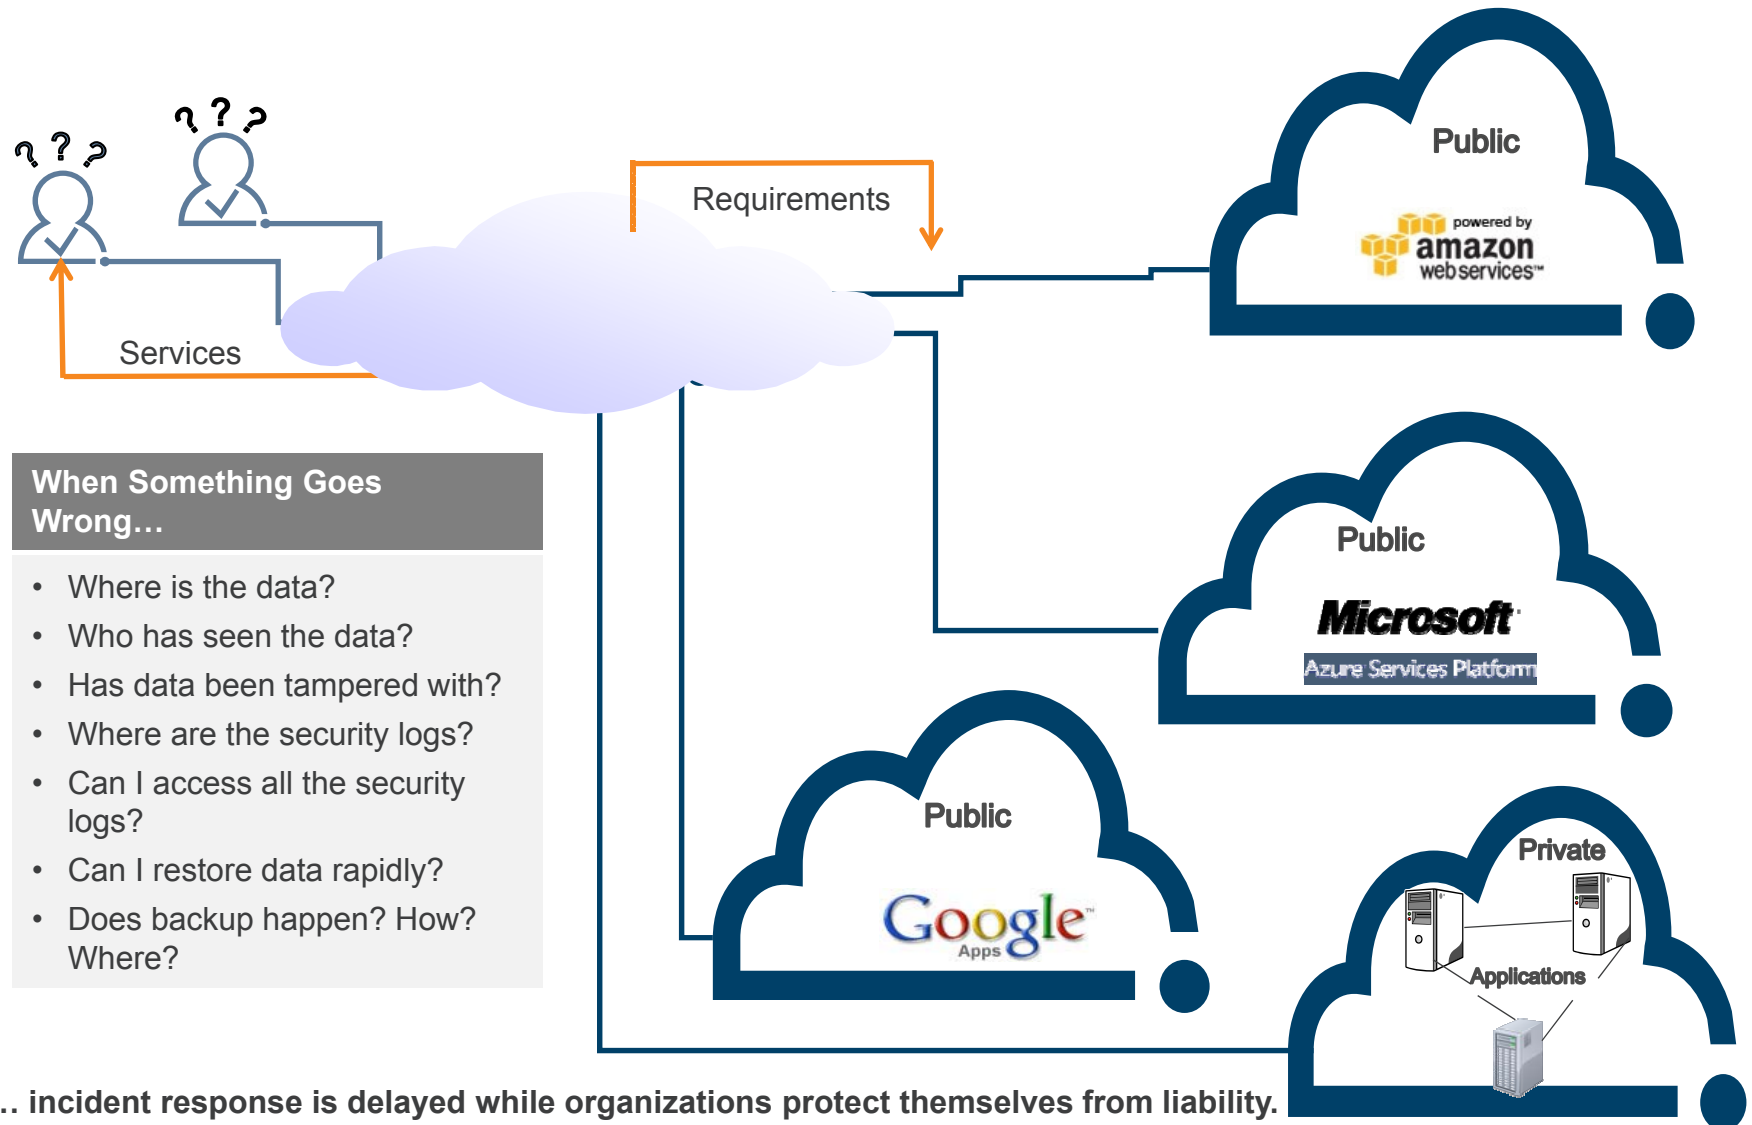 ? ? ?
? ? ?
Requirements
Services
Public
powered by
amazon
webservices™
When Something Goes
Wrong…
• Where is the data?
• Who has seen the data?
• Has data been tampered with?
• Where are the security logs?
• Can I access all the security
logs?
• Can I restore data rapidly?
• Does backup happen? How?
Where?
Public
Microsoft
Azure Services Platform
Public
Google™
Apps
Private
Applications
… incident response is delayed while organizations protect themselves from liability.